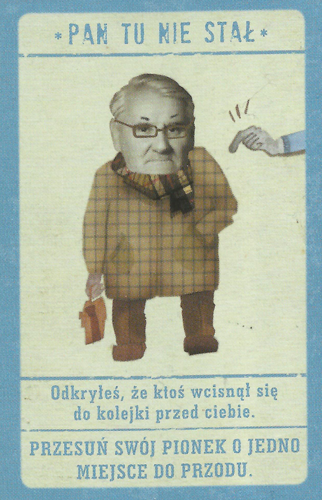 * PAN TU NIE STAŁ *
Odkryłeś, że ktoś wcisnął się
do kolejki przed ciebie.
PRZESUŃ SWÓJ PIONEK O JEDNO
MIEJSCE DO PRZODU.